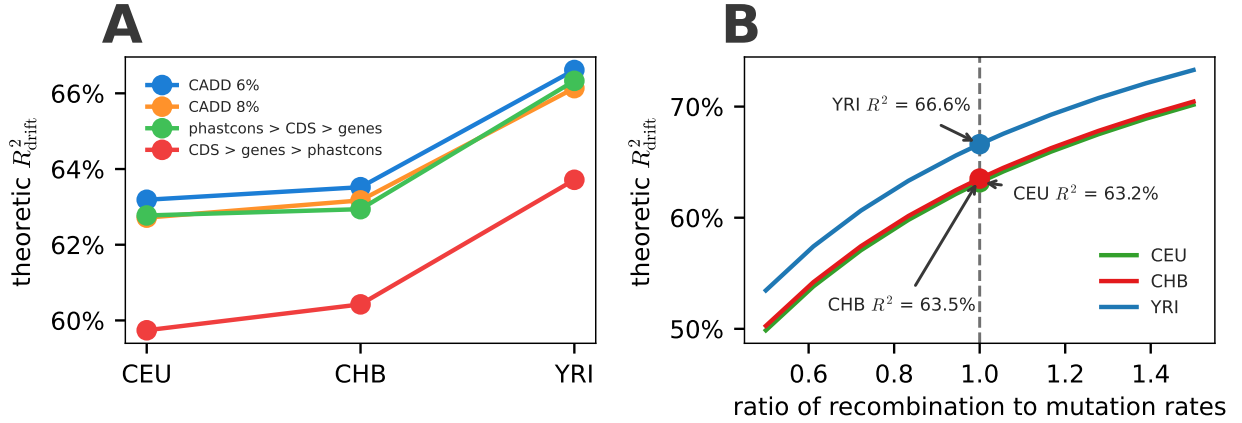 A
theoretic R²drift
66%
64%
62%
60%
CADD 6%
CADD 8%
phastcons > CDS > genes
CDS > genes > phastcons
CEU CHB YRI
B
theoretic R²drift
70%
60%
50%
YRI R² = 66.6%
CEU R² = 63.2%
CHB R² = 63.5%
CEU
CHB
YRI
0.6 0.8 1.0 1.2 1.4
ratio of recombination to mutation rates